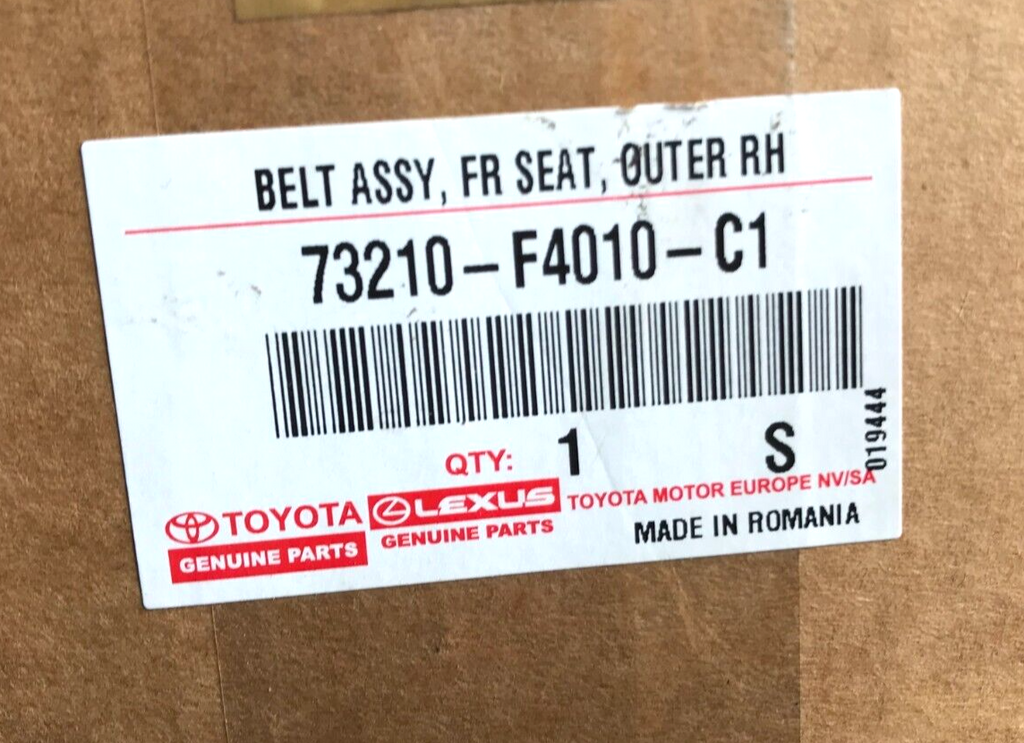 BELT ASSY, FR SEAT, OUTER RH
73210-F4010-C1
019444
QTY: 1 S
TOYOTA
GENUINE PARTS
LEXUS
GENUINE PARTS
TOYOTA MOTOR EUROPE NV/SA
MADE IN ROMANIA